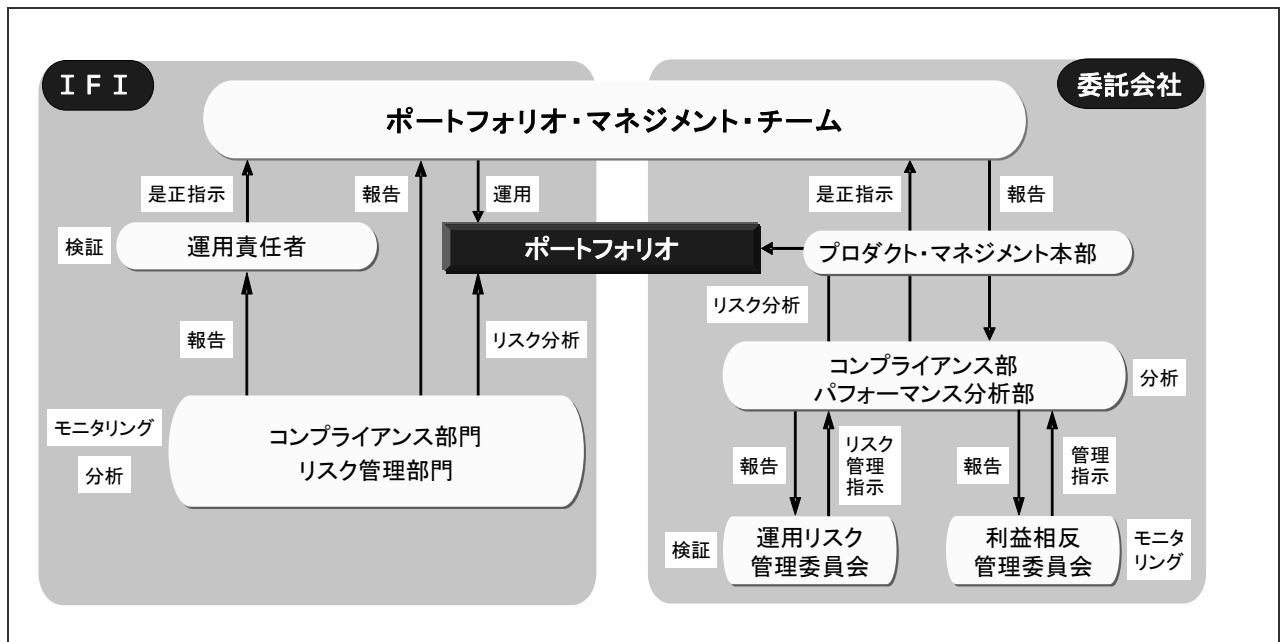 ＩＦＩ
委託会社
ポートフォリオ・マネジメント・チーム
是正指示
報告
運用
是正指示
報告
検証
運用責任者
ポートフォリオ
プロダクト・マネジメント本部
リスク分析
報告
リスク分析
コンプライアンス部
パフォーマンス分析部
分析
モニタリング
分析
コンプライアンス部門
リスク管理部門
報告
リスク
管理
指示
報告
管理
指示
検証
運用リスク
管理委員会
利益相反
管理委員会
モニタ
リング